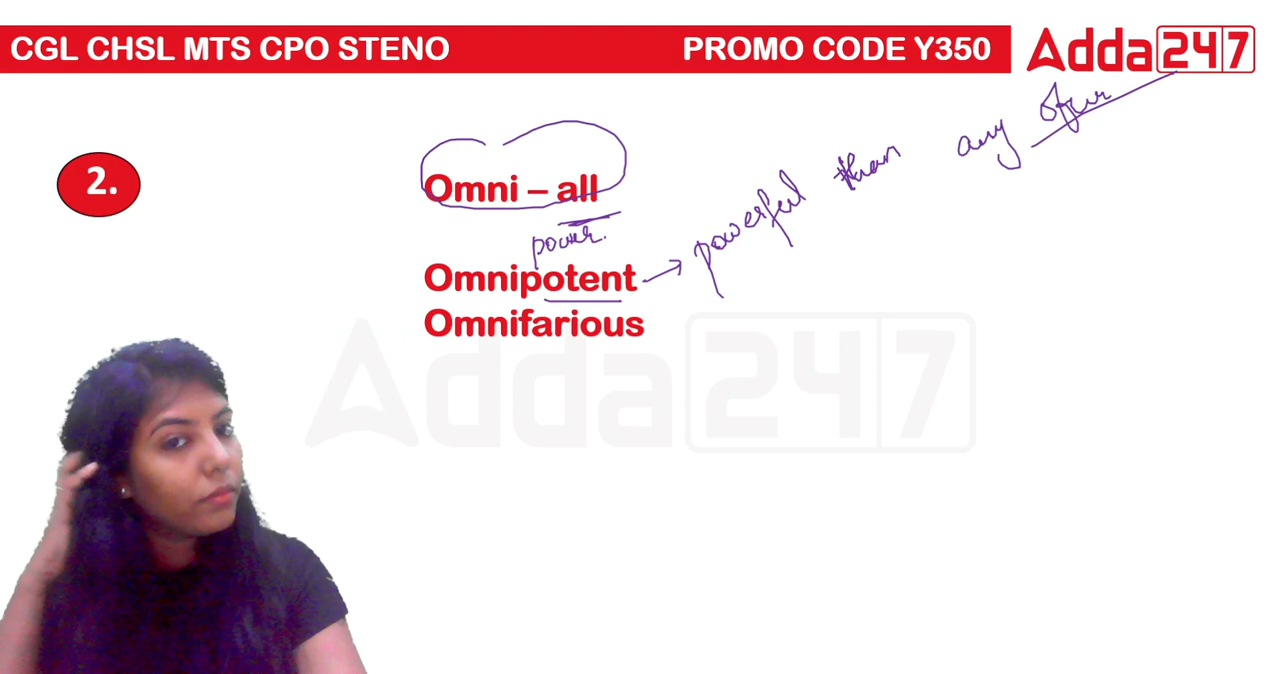 CGL CHSL MTS CPO STENO
PROMO CODE Y350
Adda247
2.
Omni – all
power.
Omnipotent → powerful than any other
Omnifarious
Adda247